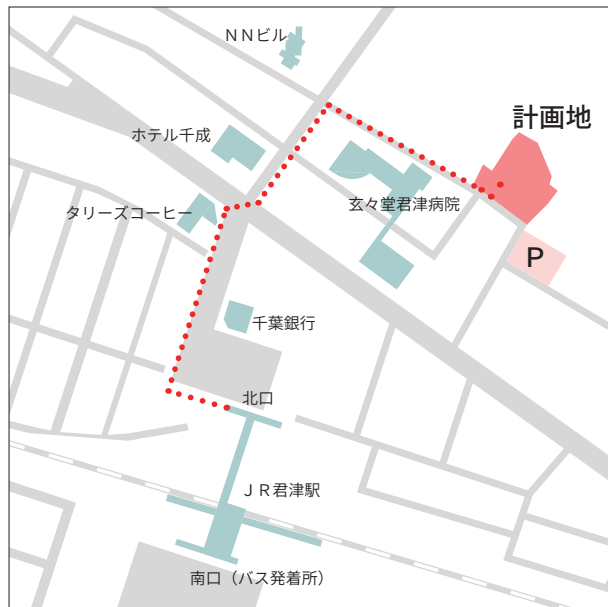 ＮＮビル
計画地
ホテル千成
玄々堂君津病院
タリーズコーヒー
P
千葉銀行
北口
ＪＲ君津駅
南口（バス発着所）